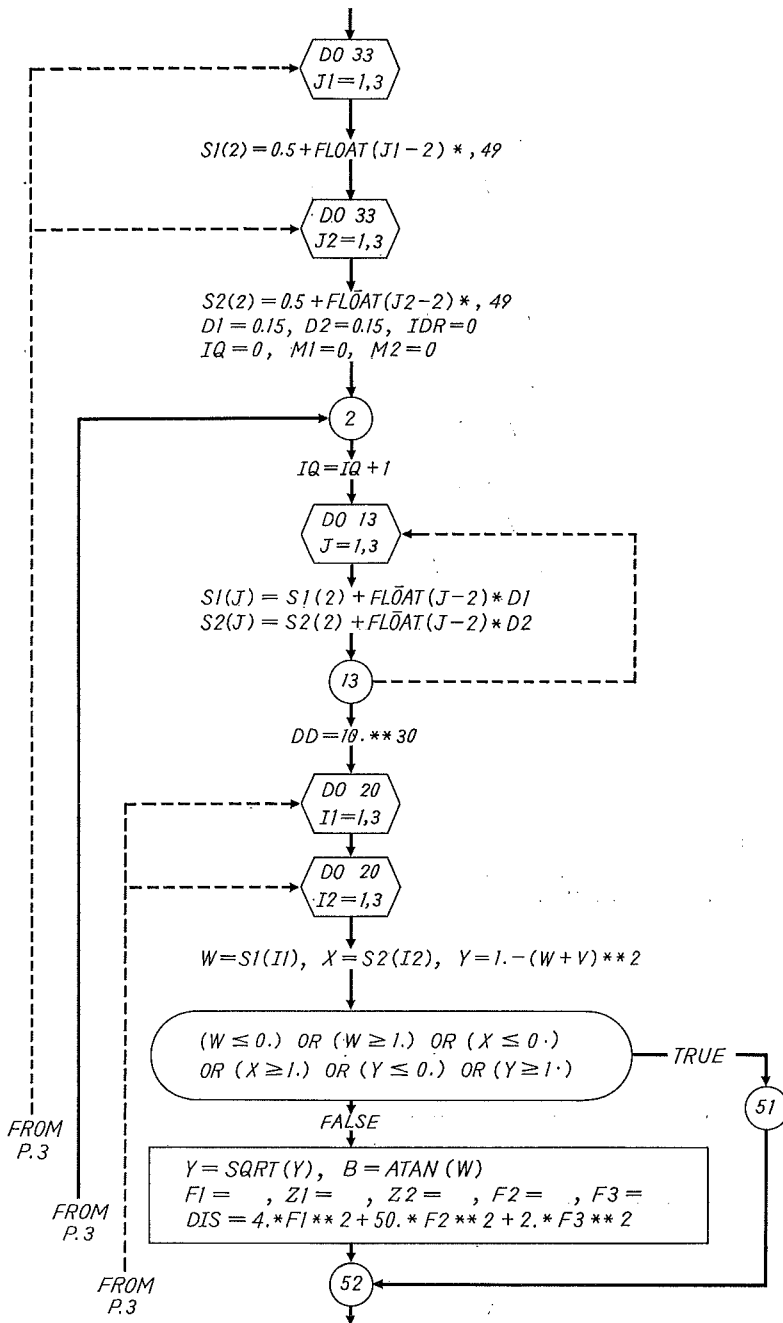 DO 33
J1=1,3
S1(2)=0.5+FLOAT(J1-2)*,49
DO 33
J2=1,3
S2(2)=0.5+FLŌAT(J2-2)*,49
D1=0.15, D2=0.15, IDR=0
IQ=0, M1=0, M2=0
2
IQ=IQ+1
DO 13
J=1,3
S1(J)=S1(2)+FLŌAT(J-2)*D1
S2(J)=S2(2)+FLŌAT(J-2)*D2
13
DD=10.**30
DO 20
I1=1,3
DO 20
I2=1,3
W=S1(I1), X=S2(I2), Y=1.-(W+V)**2
(W≤0.) OR (W≥1.) OR (X≤0.)
OR (X≥1.) OR (Y≤0.) OR (Y≥1.)
TRUE
51
FALSE
Y=SQRT(Y), B=ATAN(W)
F1= , Z1= , Z2= , F2= , F3=
DIS=4.*F1**2+50.*F2**2+2.*F3**2
52
FROM
P.3
FROM
P.3
FROM
P.3